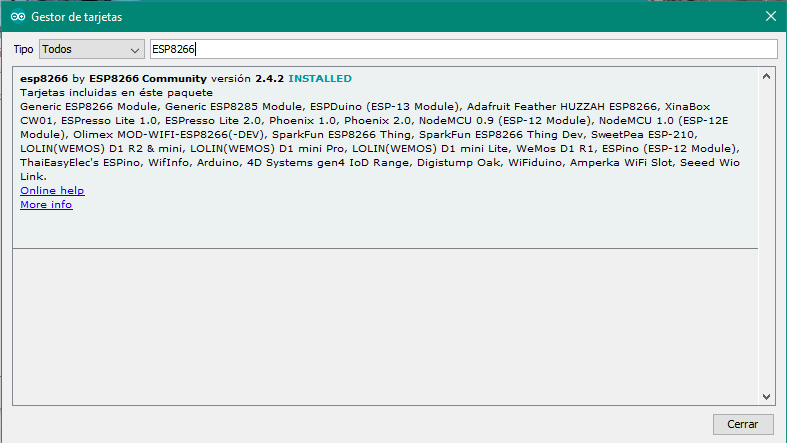 Gestor de tarjetas
Tipo Todos ESP8266
esp8266 by ESP8266 Community versión 2.4.2 INSTALLED
Tarjetas incluidas en éste paquete
Generic ESP8266 Module, Generic ESP8285 Module, ESPDuino (ESP-13 Module), Adafruit Feather HUZZAH ESP8266, XinaBox
CW01, ESPresso Lite 1.0, ESPresso Lite 2.0, Phoenix 1.0, Phoenix 2.0, NodeMCU 0.9 (ESP-12 Module), NodeMCU 1.0 (ESP-12E
Module), Olimex MOD-WIFI-ESP8266(-DEV), SparkFun ESP8266 Thing, SparkFun ESP8266 Thing Dev, SweetPea ESP-210,
LOLIN(WEMOS) D1 R2 & mini, LOLIN(WEMOS) D1 mini Pro, LOLIN(WEMOS) D1 mini Lite, WeMos D1 R1, ESPino (ESP-12 Module),
ThaiEasyElec's ESPino, WifInfo, Arduino, 4D Systems gen4 IoD Range, Digistump Oak, WiFiduino, Amperka WiFi Slot, Seeed Wio
Link.
Online help
More info
Cerrar